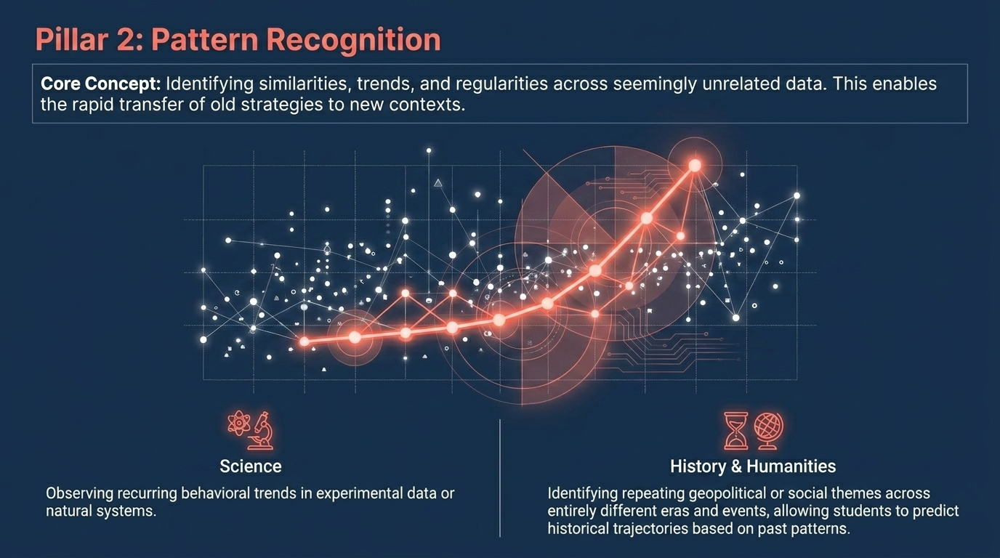 Pillar 2: Pattern Recognition
Core Concept: Identifying similarities, trends, and regularities across seemingly unrelated data. This enables
the rapid transfer of old strategies to new contexts.
Science
Observing recurring behavioral trends in experimental data or
natural systems.
History & Humanities
Identifying repeating geopolitical or social themes across
entirely different eras and events, allowing students to predict
historical trajectories based on past patterns.